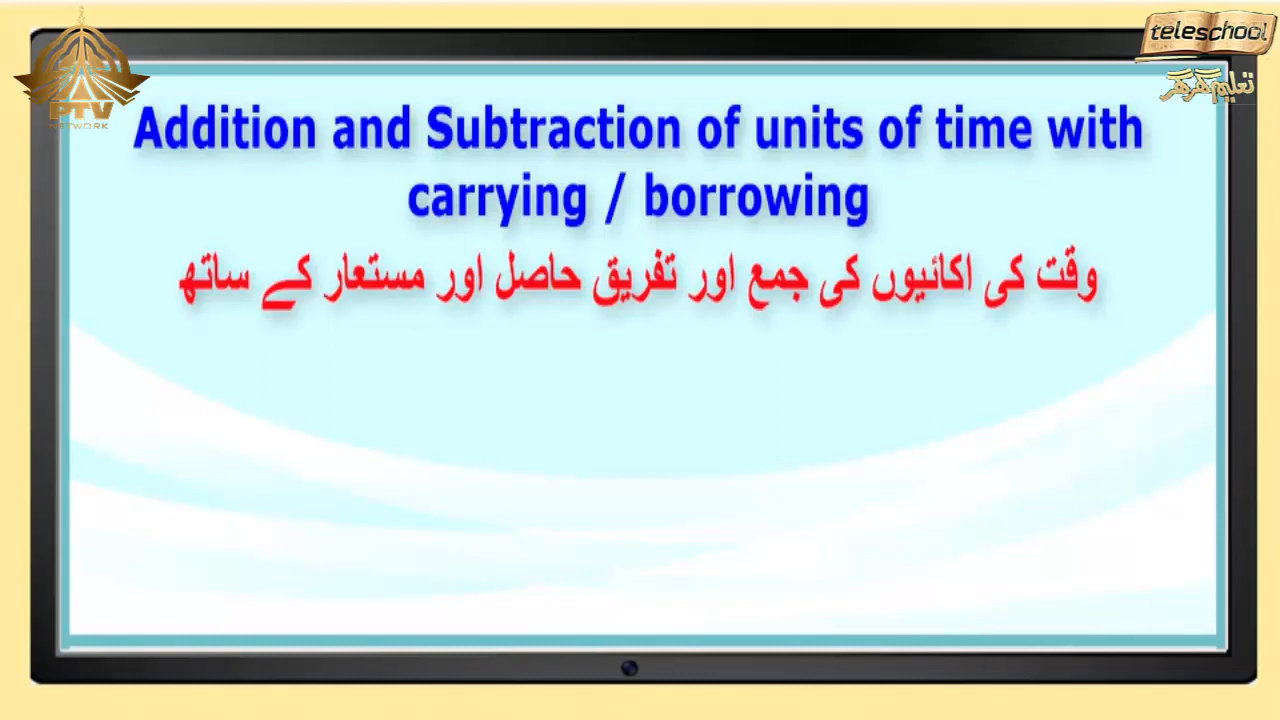 PTV
NETWORK
teleschool
تعلیم گھر گھر
Addition and Subtraction of units of time with
carrying / borrowing
وقت کی اکائیوں کی جمع اور تفریق حاصل اور مستعار کے ساتھ